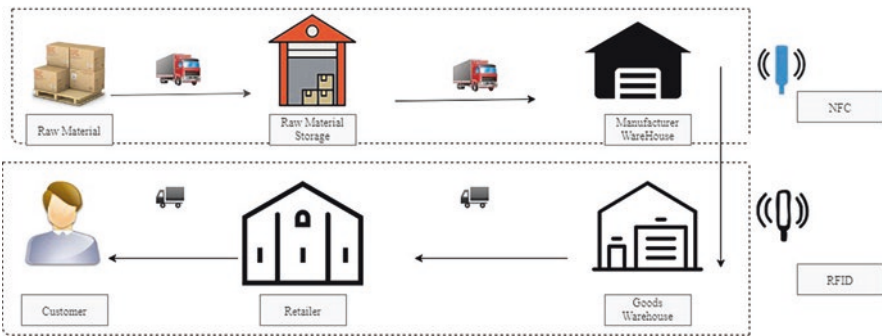 Raw Material
Raw Material
Storage
Manufacturer
WareHouse
NFC
Customer
Retailer
Goods
Warehouse
RFID